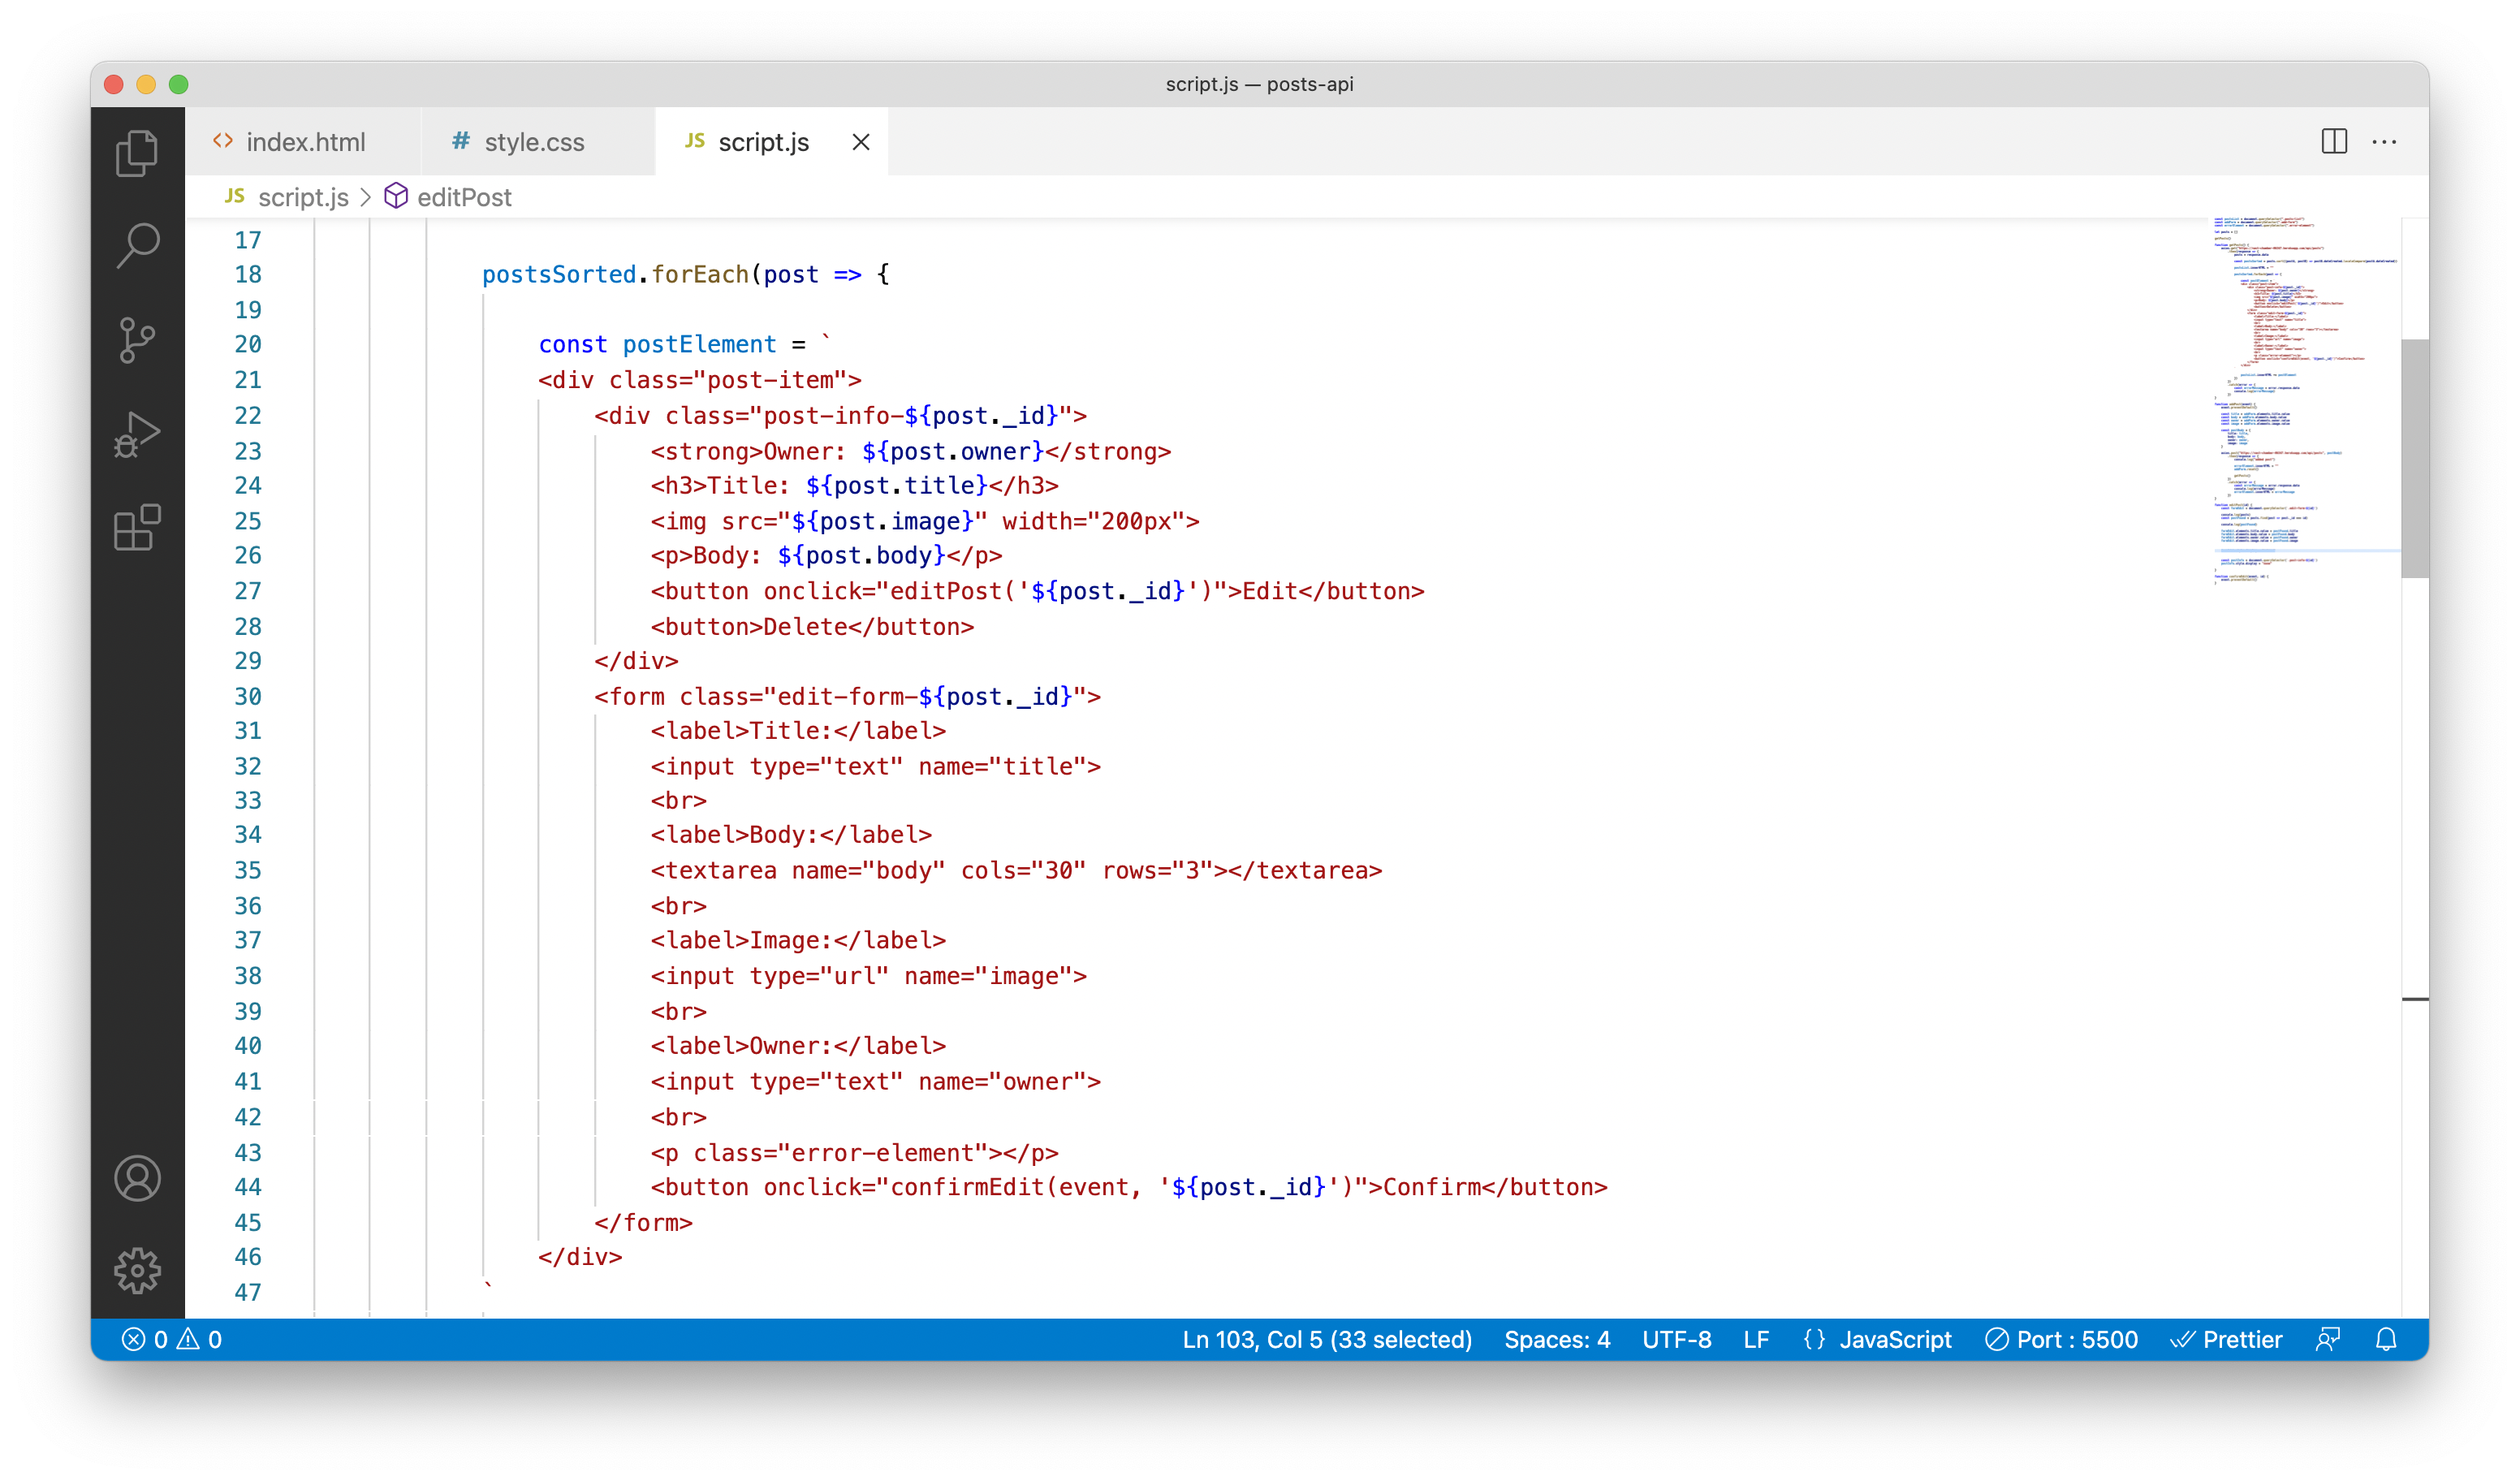 script.js — posts-api
index.html
style.css
script.js
script.js > editPost
17
18 postsSorted.forEach(post => {
19
20 const postElement = `
21 <div class="post-item">
22 <div class="post-info-${post._id}">
23 <strong>Owner: ${post.owner}</strong>
24 <h3>Title: ${post.title}</h3>
25 <img src="${post.image}" width="200px">
26 <p>Body: ${post.body}</p>
27 <button onclick="editPost('${post._id}')">Edit</button>
28 <button>Delete</button>
29 </div>
30 <form class="edit-form-${post._id}">
31 <label>Title:</label>
32 <input type="text" name="title">
33 <br>
34 <label>Body:</label>
35 <textarea name="body" cols="30" rows="3"></textarea>
36 <br>
37 <label>Image:</label>
38 <input type="url" name="image">
39 <br>
40 <label>Owner:</label>
41 <input type="text" name="owner">
42 <br>
43 <p class="error-element"></p>
44 <button onclick="confirmEdit(event, '${post._id}')">Confirm</button>
45 </form>
46 </div>
47 `
0 0 Ln 103, Col 5 (33 selected) Spaces: 4 UTF-8 LF {} JavaScript Port : 5500 Prettier